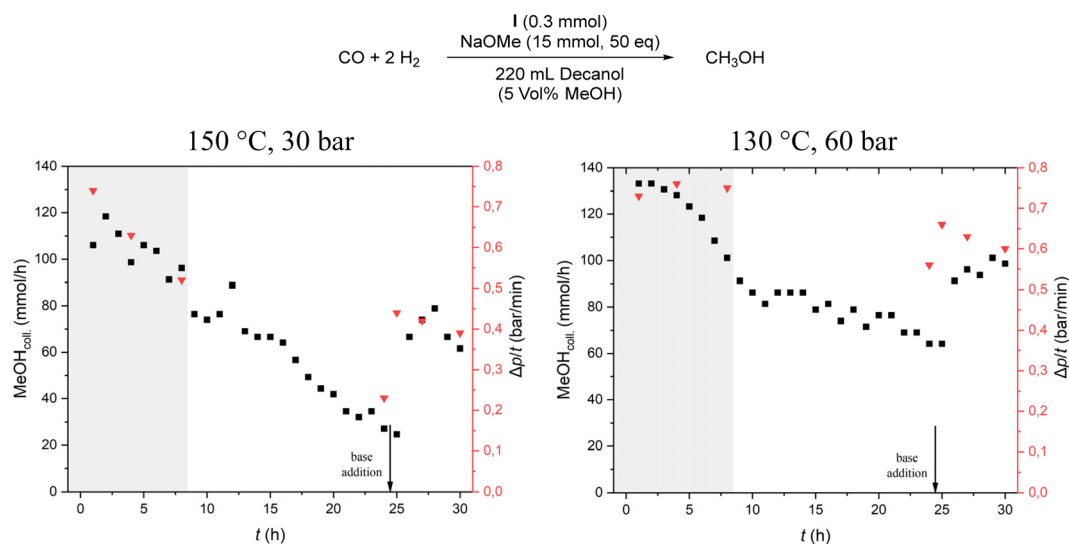 I (0.3 mmol)
NaOMe (15 mmol, 50 eq)
CO + 2 H₂
CH₃OH
220 mL Decanol
(5 Vol% MeOH)
150 °C, 30 bar
130 °C, 60 bar
140
120
100
80
60
40
20
0
MeOHcoll. (mmol/h)
0,8
0,7
0,6
0,5
0,4
0,3
0,2
0,1
0,0
Δp/t (bar/min)
base
addition
0 5 10 15 20 25 30
t (h)
140
120
100
80
60
40
20
0
MeOHcoll. (mmol/h)
0,8
0,7
0,6
0,5
0,4
0,3
0,2
0,1
0,0
Δp/t (bar/min)
base
addition
0 5 10 15 20 25 30
t (h)